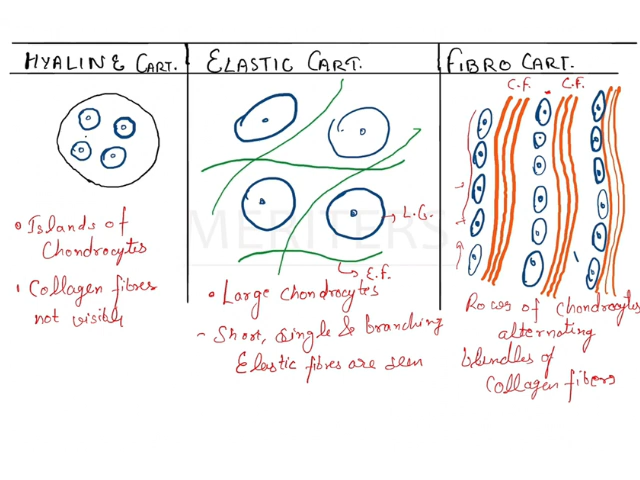 HYALINE CART.
ELASTIC CART.
FIBRO CART.
C.F.
C.F.
L.G.
E.F.
MERITERS
Islands of
Chondrocytes
Collagen fibres
not visible
Large chondrocytes
Short, single & branching
Elastic fibres are seen
Rows of Chondrocytes
alternating
bundles of
Collagen fibers